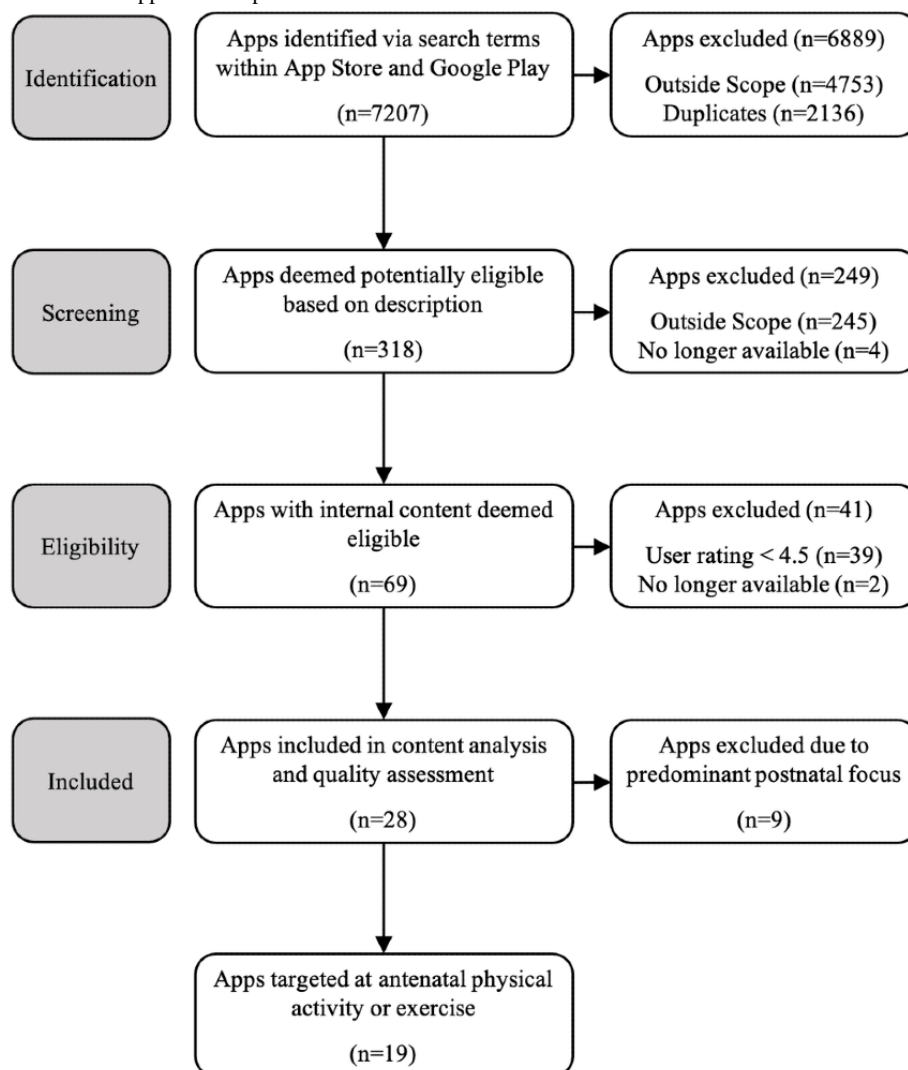 Identification
Apps identified via search terms
within App Store and Google Play
(n=7207)
Apps excluded (n=6889)
Outside Scope (n=4753)
Duplicates (n=2136)
Screening
Apps deemed potentially eligible
based on description
(n=318)
Apps excluded (n=249)
Outside Scope (n=245)
No longer available (n=4)
Eligibility
Apps with internal content deemed
eligible
(n=69)
Apps excluded (n=41)
User rating < 4.5 (n=39)
No longer available (n=2)
Included
Apps included in content analysis
and quality assessment
(n=28)
Apps excluded due to
predominant postnatal focus
(n=9)
Apps targeted at antenatal physical
activity or exercise
(n=19)